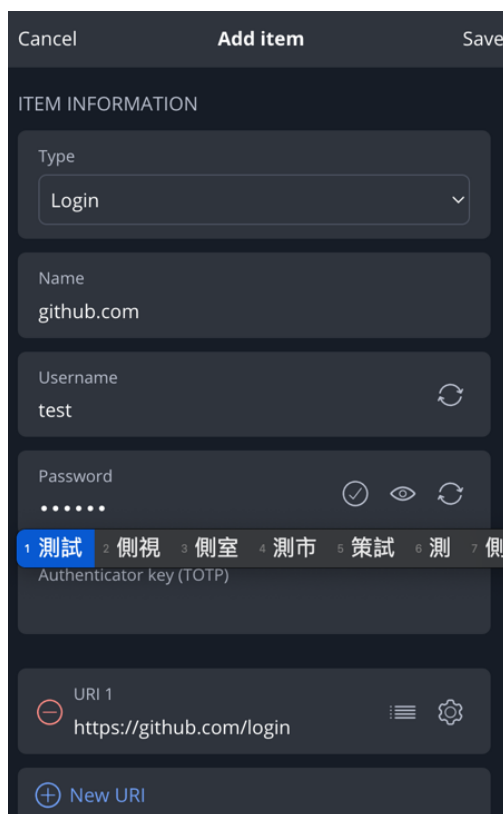 Cancel Add item Save
ITEM INFORMATION
Type
Login
Name
github.com
Username
test
Password
••••••
1 測試 2 側視 3 側室 4 測市 5 策試 6 測 7 側
Authenticator key (TOTP)
URI 1
https://github.com/login
New URI